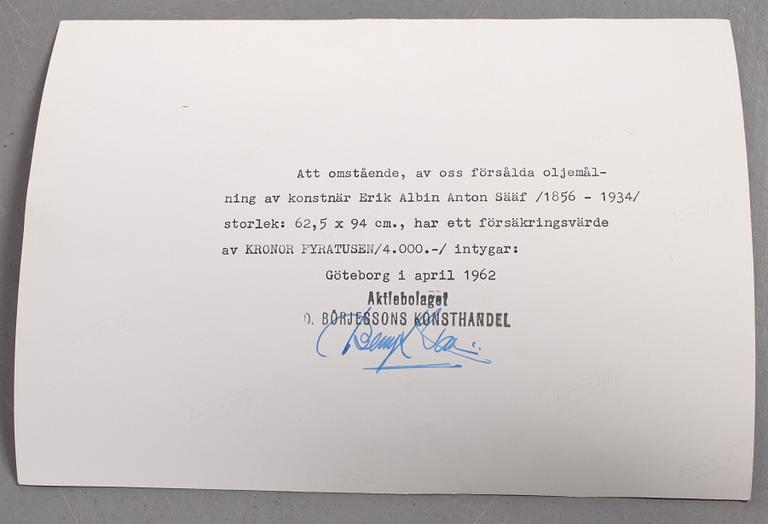 Att omstående, av oss försålda oljemål-
ning av konstnär Erik Albin Anton Sääf /1856 - 1934/
storlek: 62,5 x 94 cm., har ett försäkringsvärde
av KRONOR FYRATUSEN/4.000.-/ intygar:
Göteborg i april 1962
Aktiebolaget
O. BÖRJESSONS KONSTHANDEL